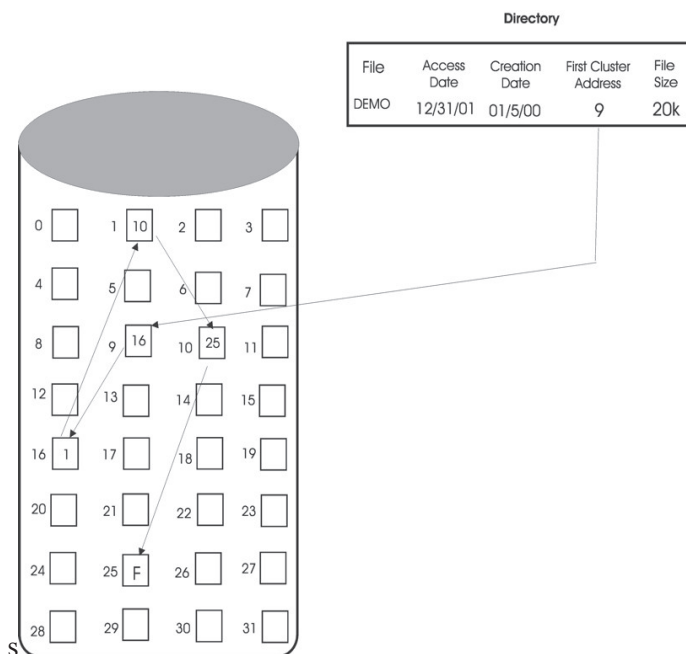 Directory
File Access Date Creation Date First Cluster Address File Size
DEMO 12/31/01 01/5/00 9 20k
0 1 10 2 3
4 5 6 7
8 9 16 10 25 11
12 13 14 15
16 1 17 18 19
20 21 22 23
24 25 F 26 27
28 29 30 31
s